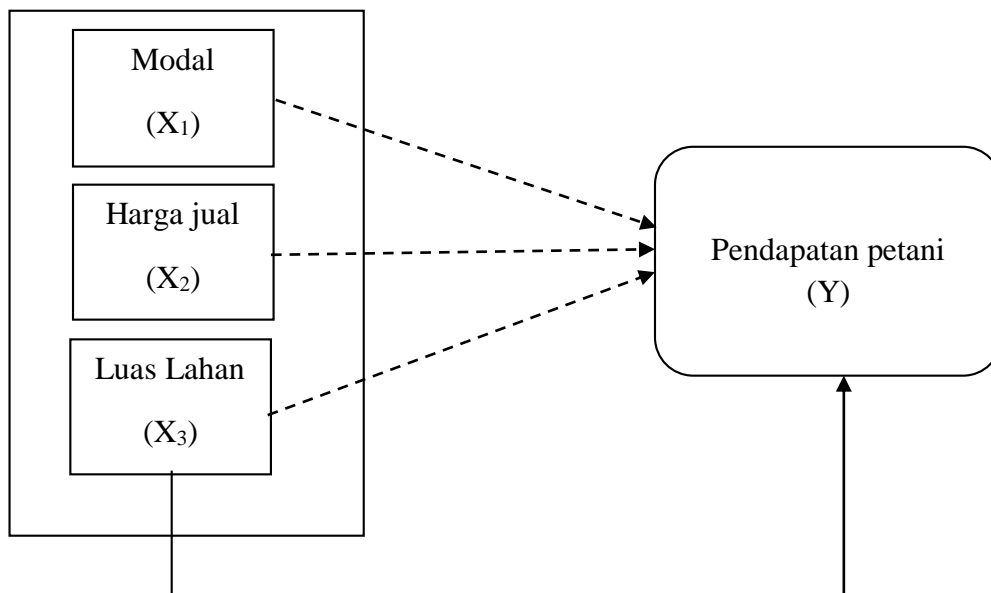 Modal
(X₁)
Harga jual
(X₂)
Luas Lahan
(X₃)
Pendapatan petani
(Y)